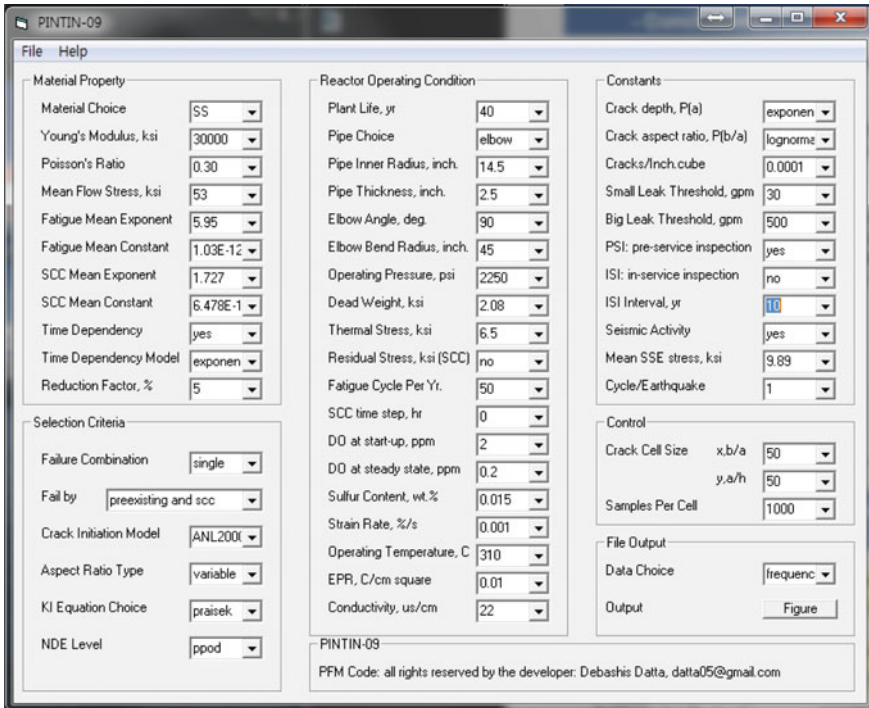 PINTIN-09
File Help
Material Property
Material Choice SS
Young's Modulus, ksi 30000
Poisson's Ratio 0.30
Mean Flow Stress, ksi 53
Fatigue Mean Exponent 5.95
Fatigue Mean Constant 1.03E-12
SCC Mean Exponent 1.727
SCC Mean Constant 6.478E-1
Time Dependency yes
Time Dependency Model exponen
Reduction Factor, % 5
Selection Criteria
Failure Combination single
Fail by preexisting and scc
Crack Initiation Model ANL200
Aspect Ratio Type variable
KI Equation Choice praisek
NDE Level ppod
Reactor Operating Condition
Plant Life, yr 40
Pipe Choice elbow
Pipe Inner Radius, inch. 14.5
Pipe Thickness, inch. 2.5
Elbow Angle, deg. 90
Elbow Bend Radius, inch. 45
Operating Pressure, psi 2250
Dead Weight, ksi 2.08
Thermal Stress, ksi 6.5
Residual Stress, ksi (SCC) no
Fatigue Cycle Per Yr. 50
SCC time step, hr 0
DO at start-up, ppm 2
DO at steady state, ppm 0.2
Sulfur Content, wt.% 0.015
Strain Rate, %/s 0.001
Operating Temperature, C 310
EPR, C/cm square 0.01
Conductivity, us/cm 22
Constants
Crack depth, P(a) exponen
Crack aspect ratio, P(b/a) lognorma
Cracks/Inch.cube 0.0001
Small Leak Threshold, gpm 30
Big Leak Threshold, gpm 500
PSI: pre-service inspection yes
ISI: in-service inspection no
ISI Interval, yr 10
Seismic Activity yes
Mean SSE stress, ksi 9.89
Cycle/Earthquake 1
Control
Crack Cell Size x,b/a 50
y,a/h 50
Samples Per Cell 1000
File Output
Data Choice frequenc
Output Figure
PINTIN-09
PFM Code: all rights reserved by the developer: Debashis Datta, datta05@gmail.com